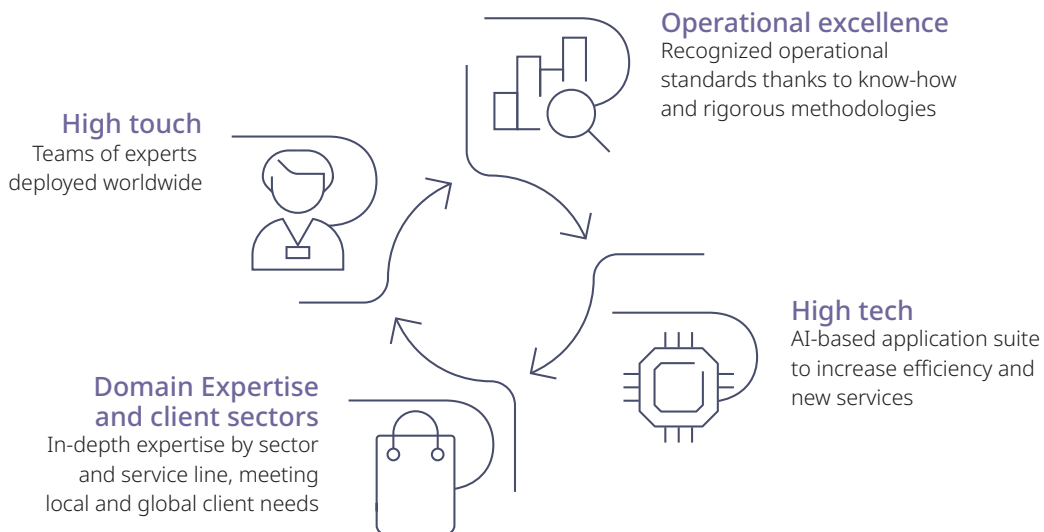 Operational excellence
Recognized operational
standards thanks to know-how
and rigorous methodologies
High touch
Teams of experts
deployed worldwide
High tech
AI-based application suite
to increase efficiency and
new services
Domain Expertise
and client sectors
In-depth expertise by sector
and service line, meeting
local and global client needs